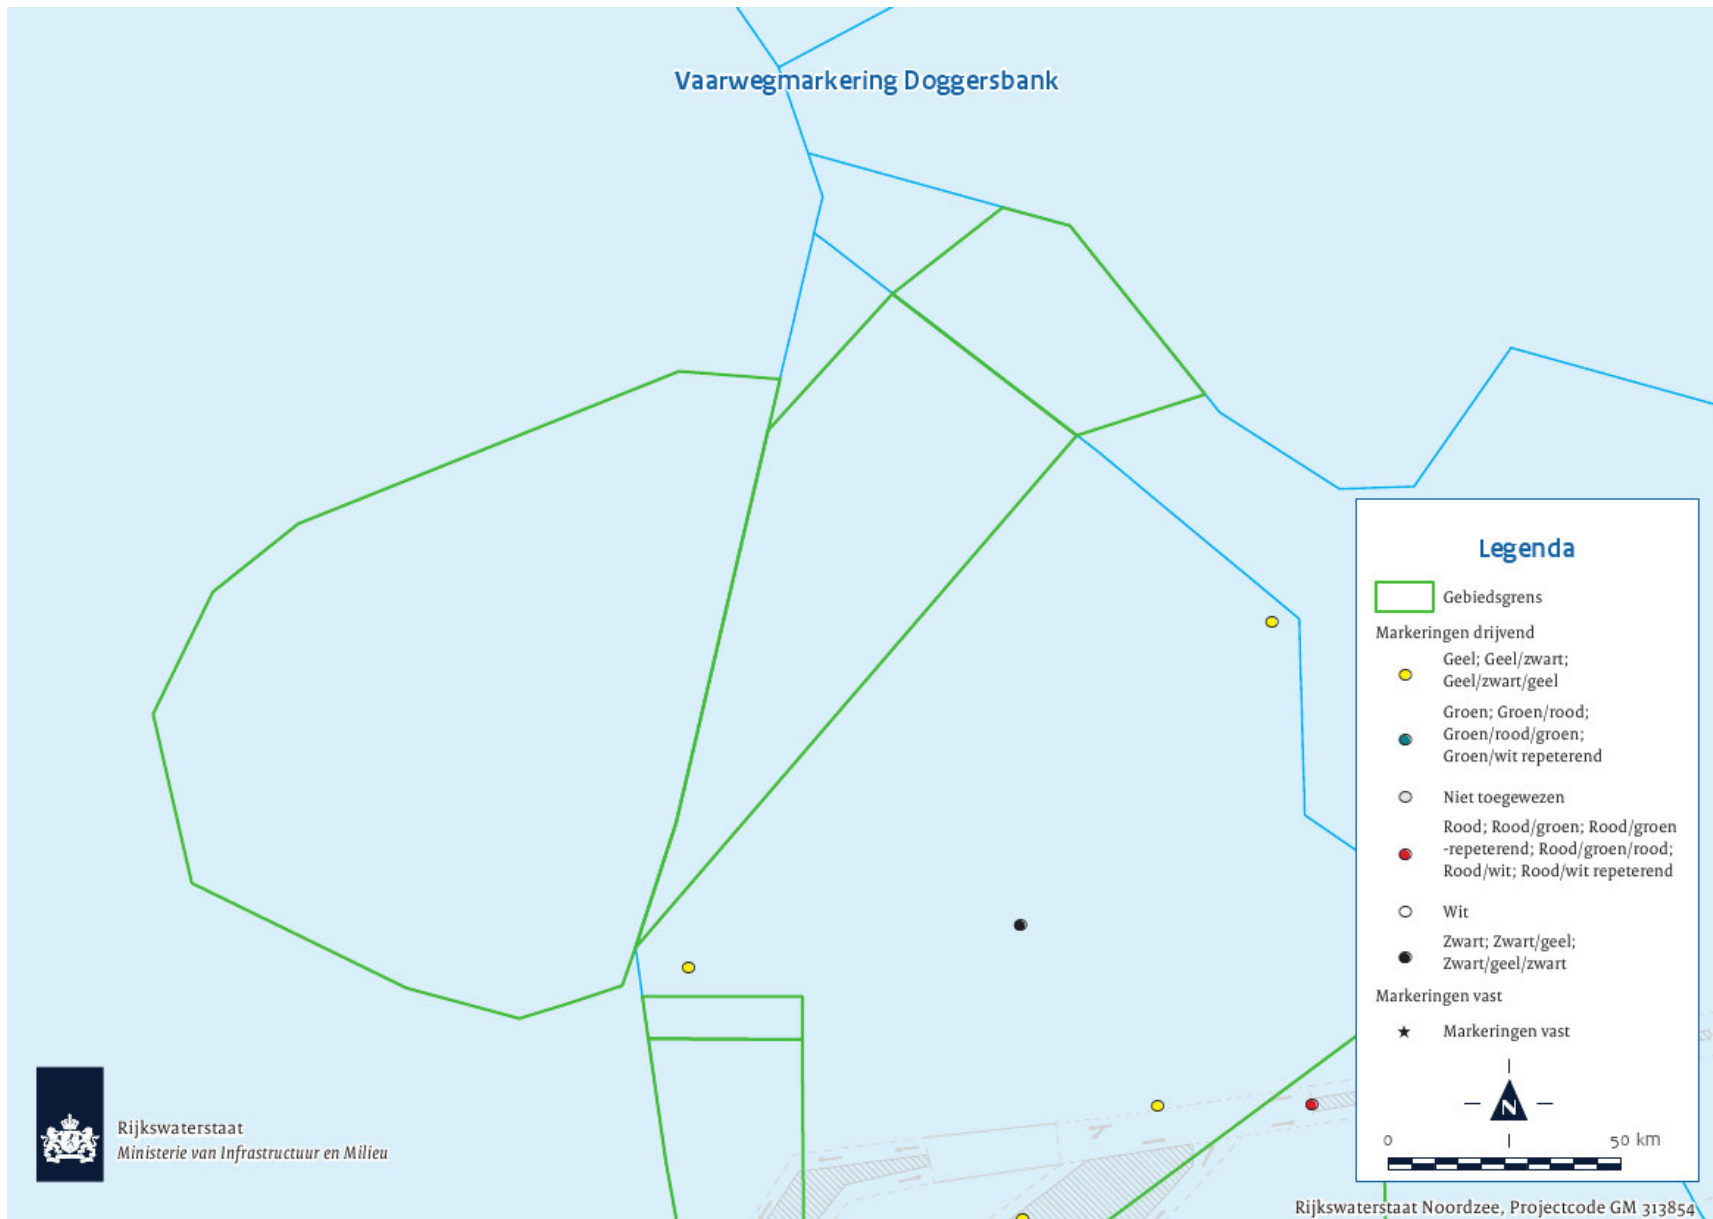 Vaarwegmarkering Doggersbank
Legenda
Gebiedsgrens
Markeringen drijvend
Geel; Geel/zwart;
Geel/zwart/geel
Groen; Groen/rood;
Groen/rood/groen;
Groen/wit repeterend
Niet toegewezen
Rood; Rood/groen; Rood/groen
-repeterend; Rood/groen/rood;
Rood/wit; Rood/wit repeterend
Wit
Zwart; Zwart/geel;
Zwart/geel/zwart
Markeringen vast
Markeringen vast
N
0 50 km
Rijkswaterstaat
Ministerie van Infrastructuur en Milieu
Rijkswaterstaat Noordzee, Projectcode GM 313854